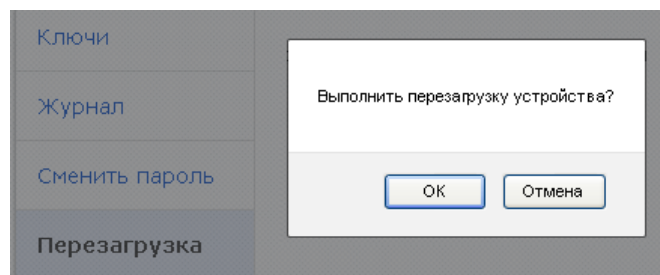 Ключи
Журнал
Сменить пароль
Перезагрузка
Выполнить перезагрузку устройства?
ОК
Отмена